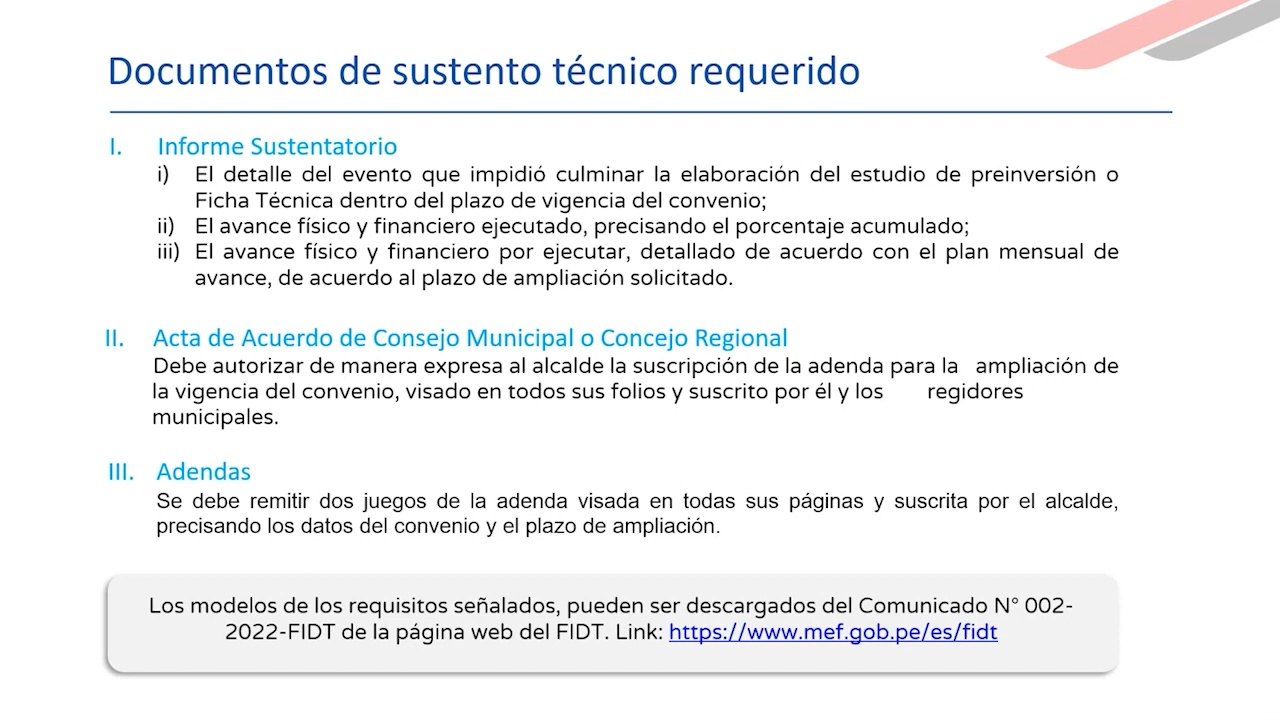 Documentos de sustento técnico requerido
I. Informe Sustentatorio
i) El detalle del evento que impidió culminar la elaboración del estudio de preinversión o
Ficha Técnica dentro del plazo de vigencia del convenio;
ii) El avance físico y financiero ejecutado, precisando el porcentaje acumulado;
iii) El avance físico y financiero por ejecutar, detallado de acuerdo con el plan mensual de
avance, de acuerdo al plazo de ampliación solicitado.
II. Acta de Acuerdo de Consejo Municipal o Concejo Regional
Debe autorizar de manera expresa al alcalde la suscripción de la adenda para la ampliación de
la vigencia del convenio, visado en todos sus folios y suscrito por él y los regidores
municipales.
III. Adendas
Se debe remitir dos juegos de la adenda visada en todas sus páginas y suscrita por el alcalde,
precisando los datos del convenio y el plazo de ampliación.
Los modelos de los requisitos señalados, pueden ser descargados del Comunicado N° 002-
2022-FIDT de la página web del FIDT. Link: https://www.mef.gob.pe/es/fidt